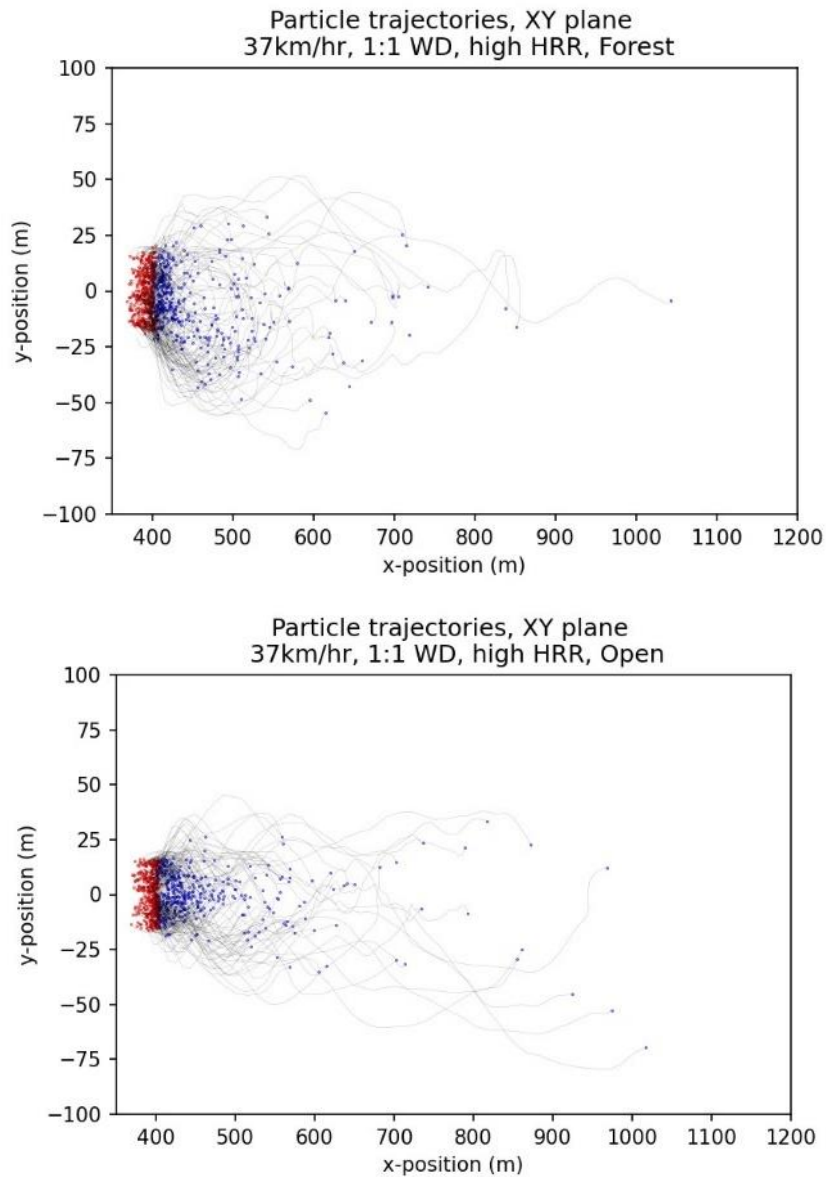 Particle trajectories, XY plane
37km/hr, 1:1 WD, high HRR, Forest
100
75
50
25
0
−25
−50
−75
−100
y-position (m)
400 500 600 700 800 900 1000 1100 1200
x-position (m)
Particle trajectories, XY plane
37km/hr, 1:1 WD, high HRR, Open
100
75
50
25
0
−25
−50
−75
−100
y-position (m)
400 500 600 700 800 900 1000 1100 1200
x-position (m)